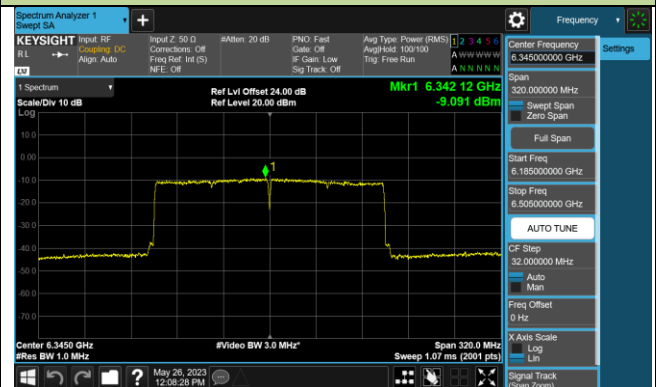 Spectrum Analyzer 1
Swept SA
Frequency
KEYSIGHT
RL
LXI
Input: RF
Coupling: DC
Align: Auto
Input Z: 50 Ω
Corrections: Off
Freq Ref: Int (S)
NFE: Off
#Atten: 20 dB
PNO: Fast
Gate: Off
IF Gain: Low
Sig Track: Off
Avg Type: Power (RMS)
Avg|Hold: 100/100
Trig: Free Run
1 2 3 4 5 6
A W W W W W
A N N N N N
1 Spectrum
Scale/Div 10 dB
Log
Ref Lvl Offset 24.00 dB
Ref Level 20.00 dBm
Mkr1 6.342 12 GHz
-9.091 dBm
10.0
0.00
-10.0
-20.0
-30.0
-40.0
-50.0
-60.0
-70.0
1
Center 6.3450 GHz
#Res BW 1.0 MHz
#Video BW 3.0 MHz*
Span 320.0 MHz
Sweep 1.07 ms (2001 pts)
May 26, 2023
12:08:28 PM
Center Frequency
6.345000000 GHz
Span
320.000000 MHz
Swept Span
Zero Span
Full Span
Start Freq
6.185000000 GHz
Stop Freq
6.505000000 GHz
AUTO TUNE
CF Step
32.000000 MHz
Auto
Man
Freq Offset
0 Hz
X Axis Scale
Log
Lin
Signal Track
(Span Zoom)
Settings